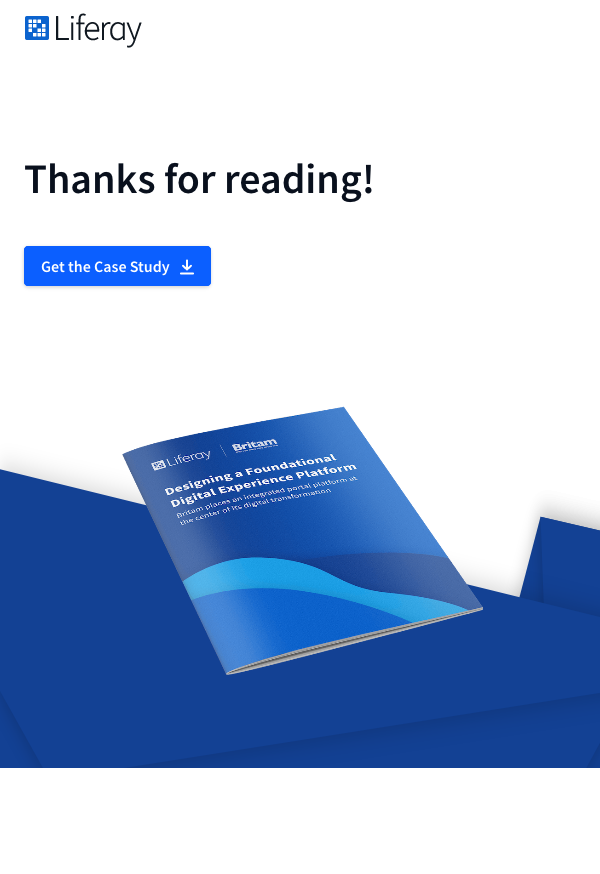 Liferay
Thanks for reading!
Get the Case Study
Liferay
Britam
Designing a Foundational
Digital Experience Platform
Britam places an integrated portal platform at
the center of its digital transformation